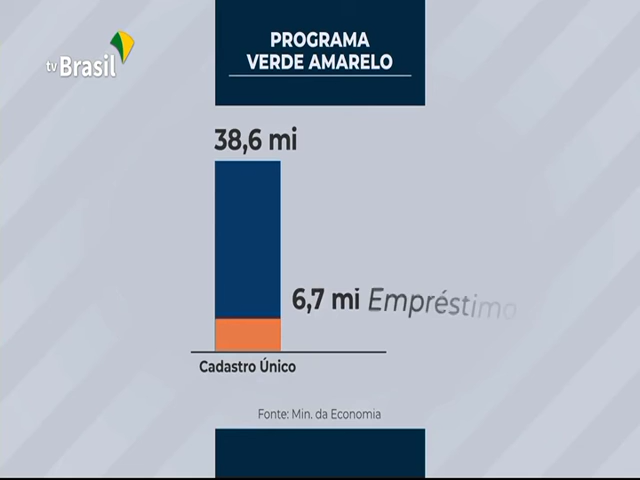 tv Brasil
PROGRAMA
VERDE AMARELO
38,6 mi
6,7 mi Empréstimo
Cadastro Único
Fonte: Min. da Economia